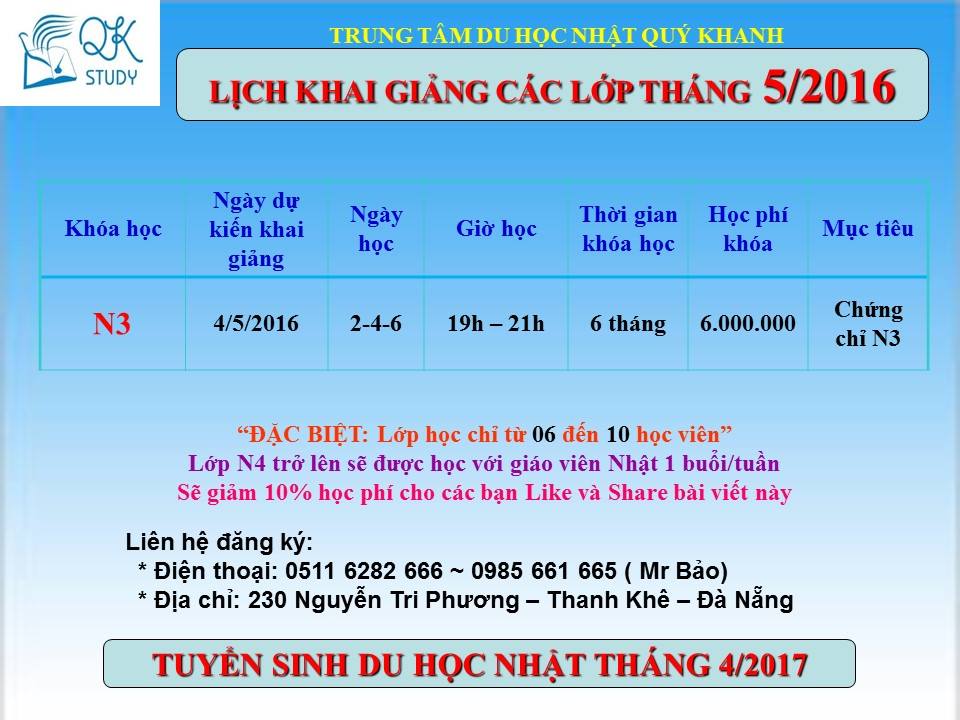 QK
STUDY
TRUNG TÂM DU HỌC NHẬT QUÝ KHANH
LỊCH KHAI GIẢNG CÁC LỚP THÁNG 5/2016
Khóa học
Ngày dự
kiến khai
giảng
Ngày
học
Giờ học
Thời gian
khóa học
Học phí
khóa
Mục tiêu
N3
4/5/2016
2-4-6
19h – 21h
6 tháng
6.000.000
Chứng
chỉ N3
“ĐẶC BIỆT: Lớp học chỉ từ 06 đến 10 học viên”
Lớp N4 trở lên sẽ được học với giáo viên Nhật 1 buổi/tuần
Sẽ giảm 10% học phí cho các bạn Like và Share bài viết này
Liên hệ đăng ký:
* Điện thoại: 0511 6282 666 ~ 0985 661 665 ( Mr Bảo)
* Địa chỉ: 230 Nguyễn Tri Phương – Thanh Khê – Đà Nẵng
TUYỂN SINH DU HỌC NHẬT THÁNG 4/2017